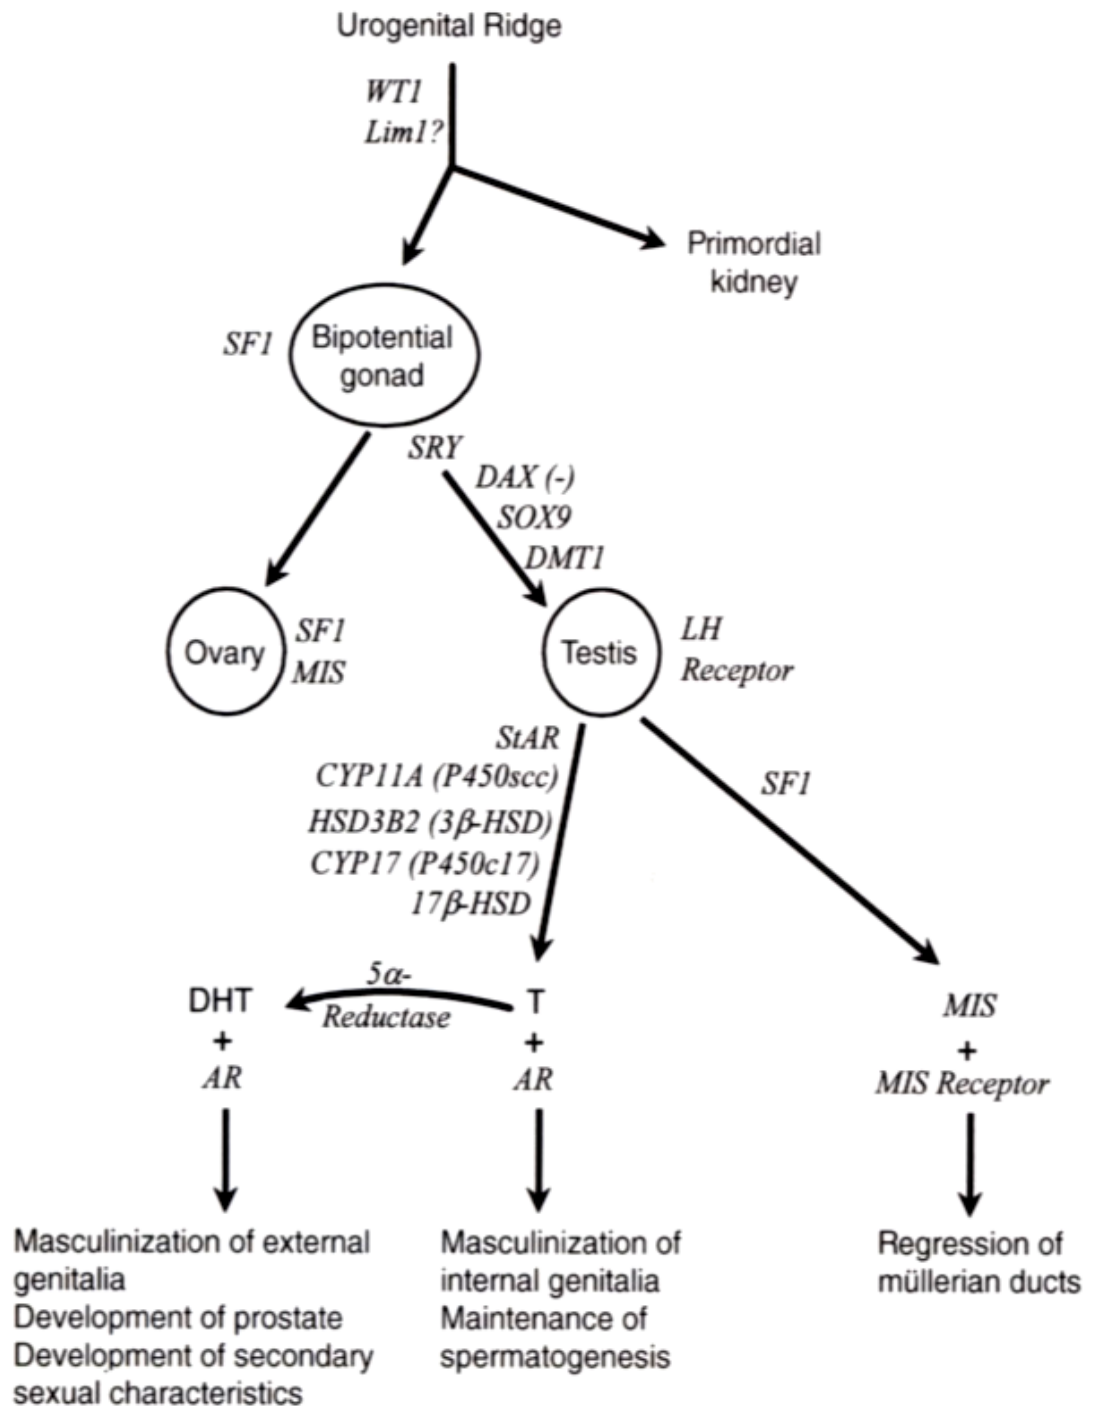 Urogenital Ridge
WT1
Lim1?
Primordial
kidney
SF1
Bipotential
gonad
SRY
DAX (-)
SOX9
DMT1
Ovary
SF1
MIS
Testis
LH
Receptor
StAR
CYP11A (P450scc)
HSD3B2 (3β-HSD)
CYP17 (P450c17)
17β-HSD
SF1
5α-
Reductase
DHT
+
AR
T
+
AR
MIS
+
MIS Receptor
Masculinization of external
genitalia
Development of prostate
Development of secondary
sexual characteristics
Masculinization of
internal genitalia
Maintenance of
spermatogenesis
Regression of
müllerian ducts